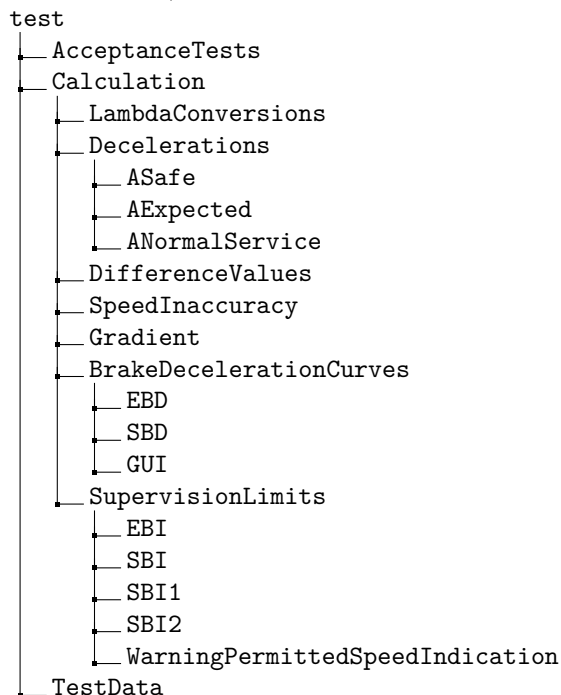 test
AcceptanceTests
Calculation
LambdaConversions
Decelerations
ASafe
AExpected
ANormalService
DifferenceValues
SpeedInaccuracy
Gradient
BrakeDecelerationCurves
EBD
SBD
GUI
SupervisionLimits
EBI
SBI
SBI1
SBI2
WarningPermittedSpeedIndication
TestData